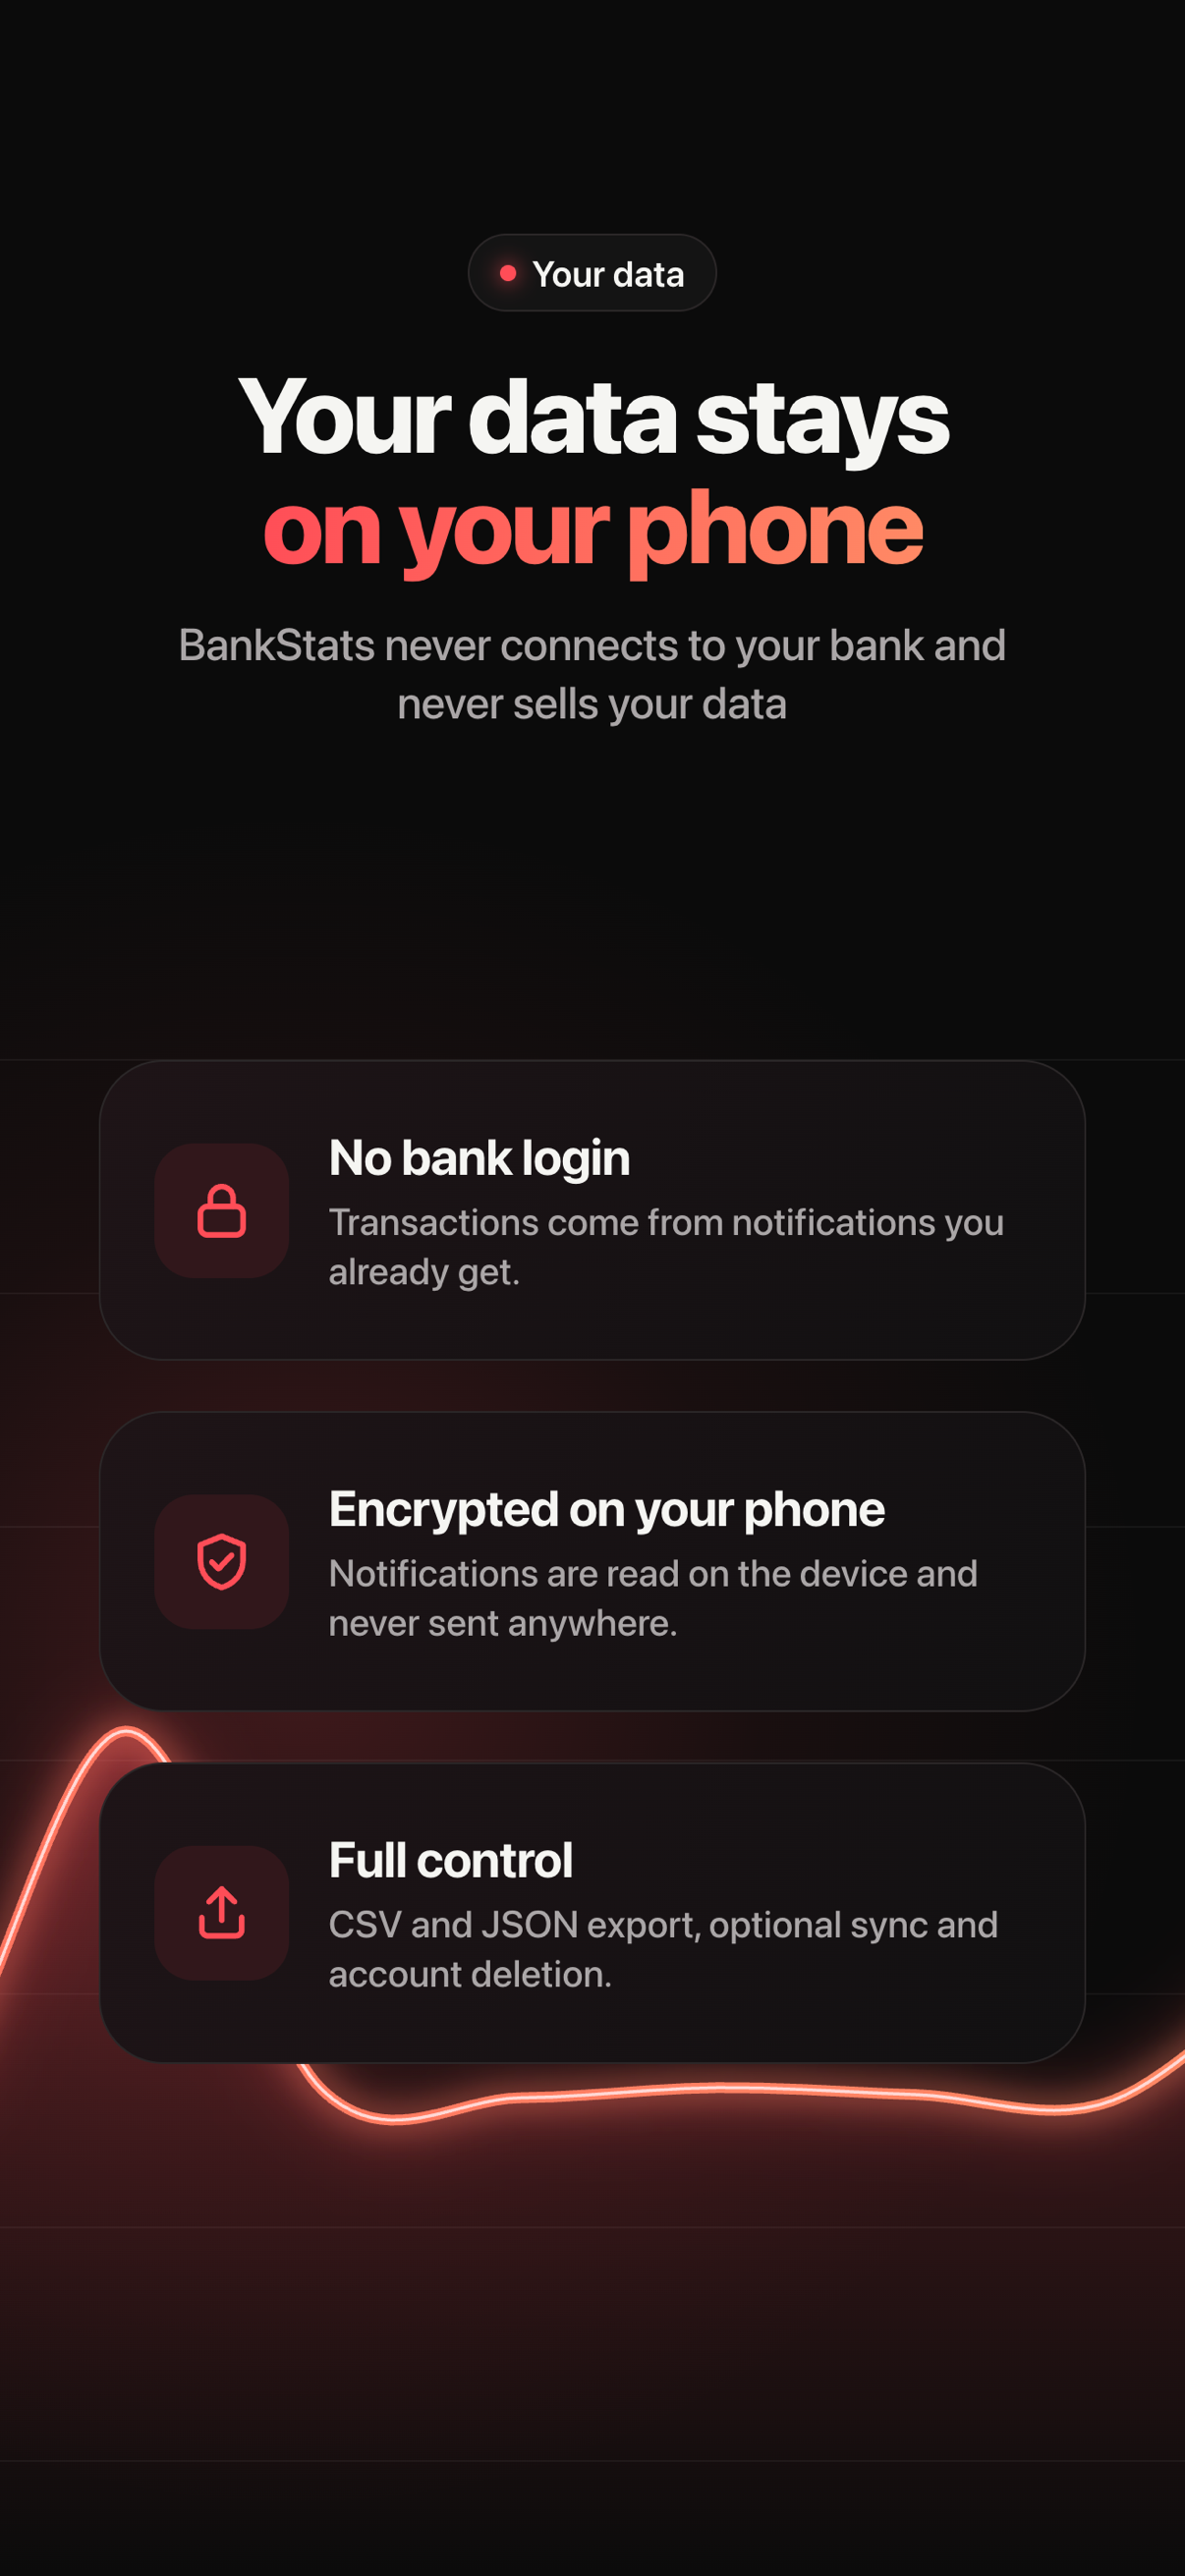 Your data
Your data stays
on your phone
BankStats never connects to your bank and
never sells your data
No bank login
Transactions come from notifications you
already get.
Encrypted on your phone
Notifications are read on the device and
never sent anywhere.
Full control
CSV and JSON export, optional sync and
account deletion.